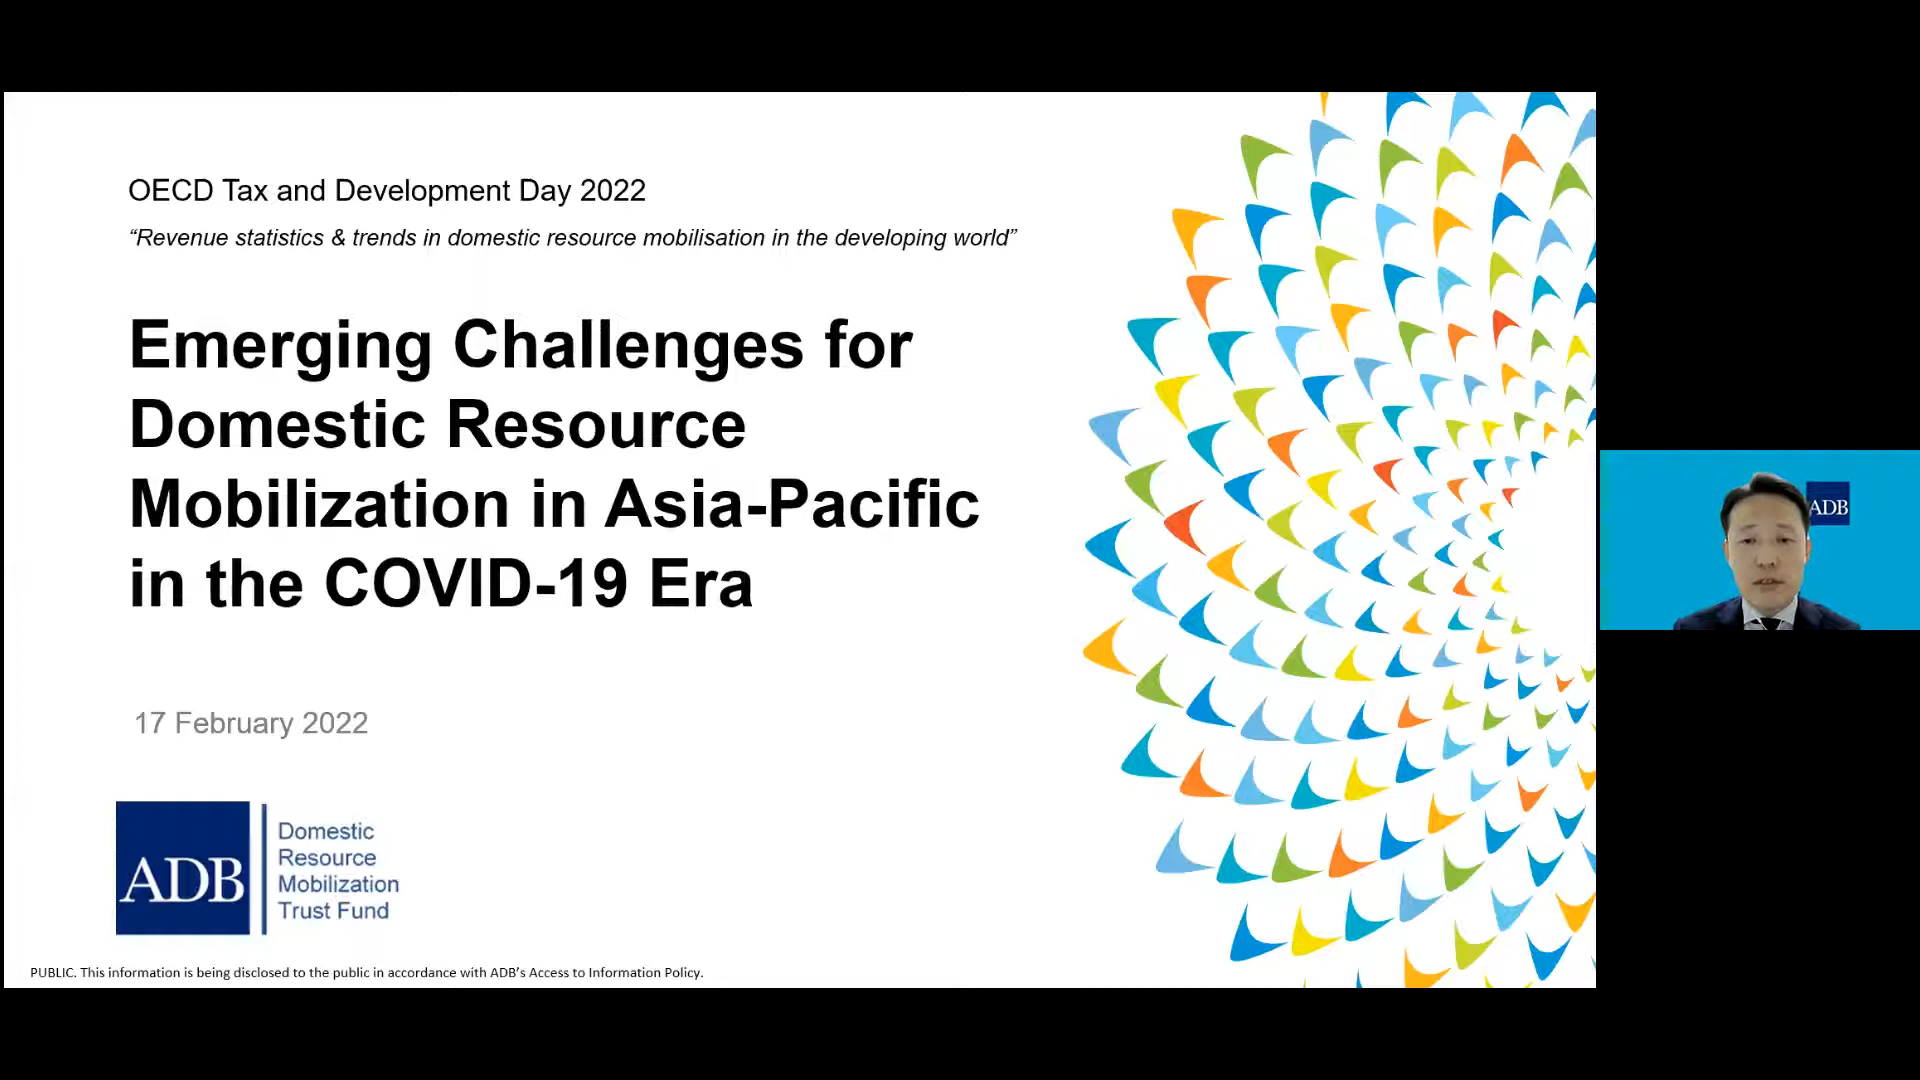 OECD Tax and Development Day 2022
“Revenue statistics & trends in domestic resource mobilisation in the developing world”
Emerging Challenges for
Domestic Resource
Mobilization in Asia-Pacific
in the COVID-19 Era
17 February 2022
ADB
Domestic
Resource
Mobilization
Trust Fund
PUBLIC. This information is being disclosed to the public in accordance with ADB’s Access to Information Policy.
ADB